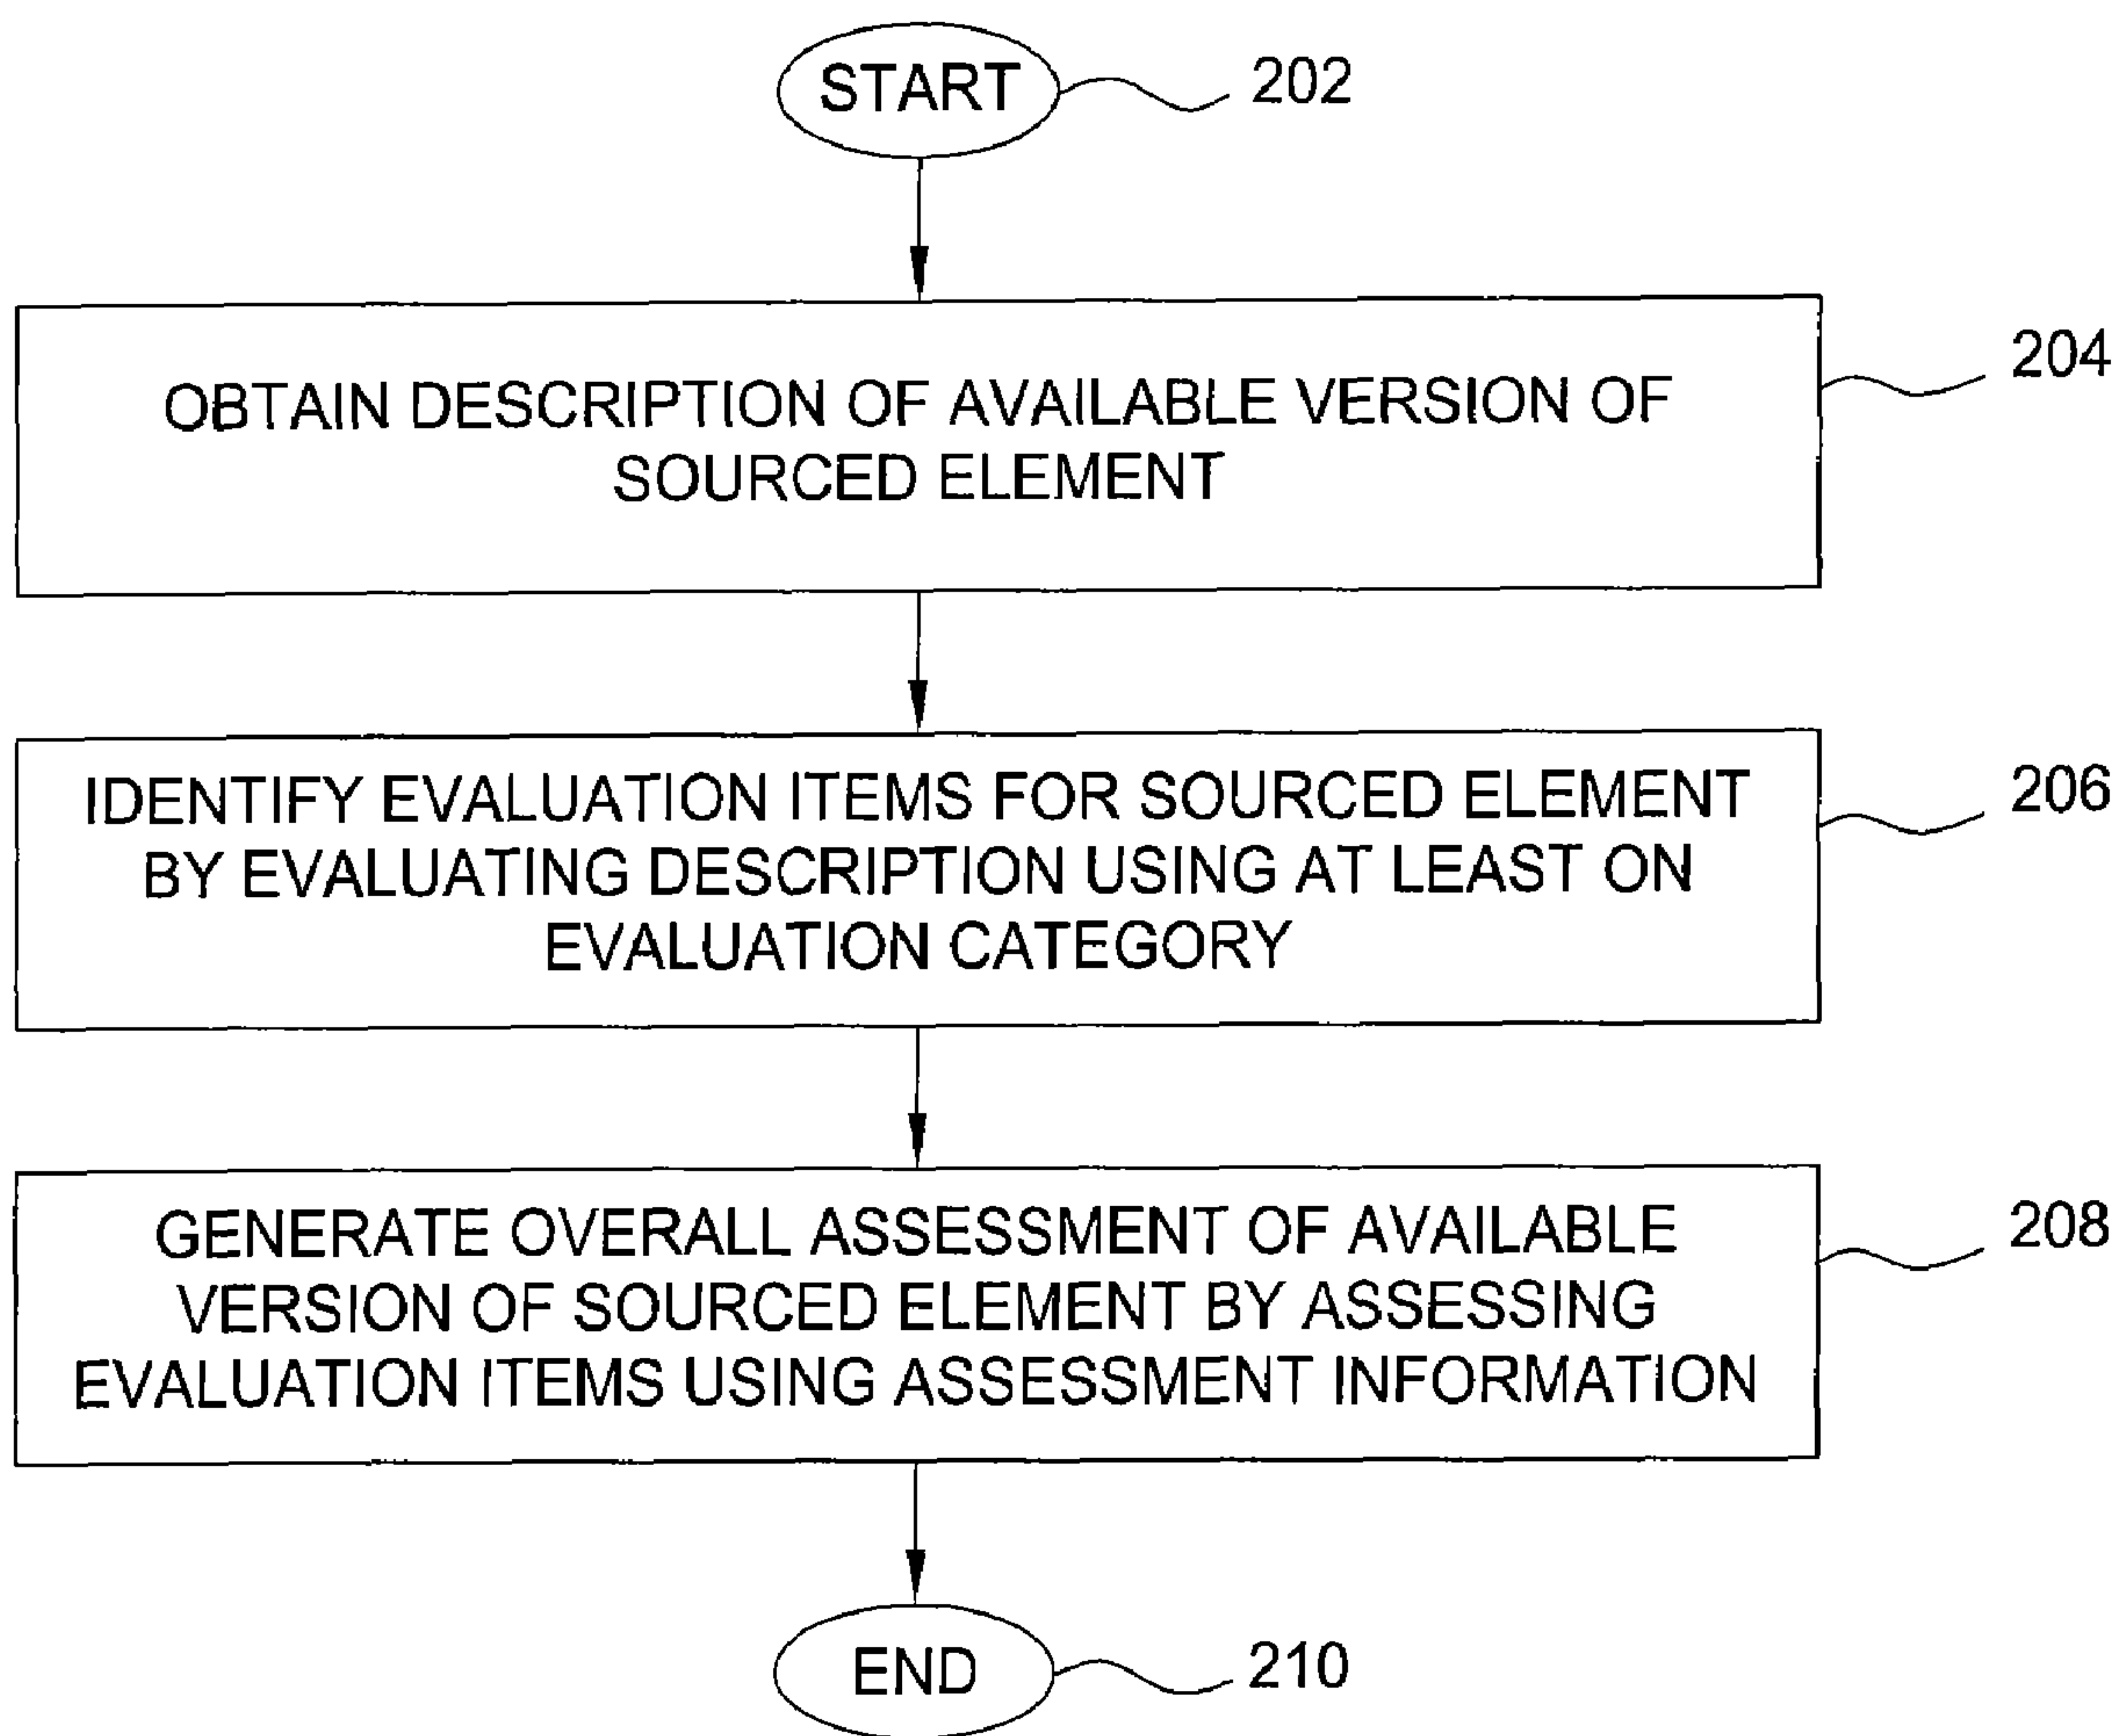 START
202
OBTAIN DESCRIPTION OF AVAILABLE VERSION OF
SOURCED ELEMENT
204
IDENTIFY EVALUATION ITEMS FOR SOURCED ELEMENT
BY EVALUATING DESCRIPTION USING AT LEAST ON
EVALUATION CATEGORY
206
GENERATE OVERALL ASSESSMENT OF AVAILABLE
VERSION OF SOURCED ELEMENT BY ASSESSING
EVALUATION ITEMS USING ASSESSMENT INFORMATION
208
END
210